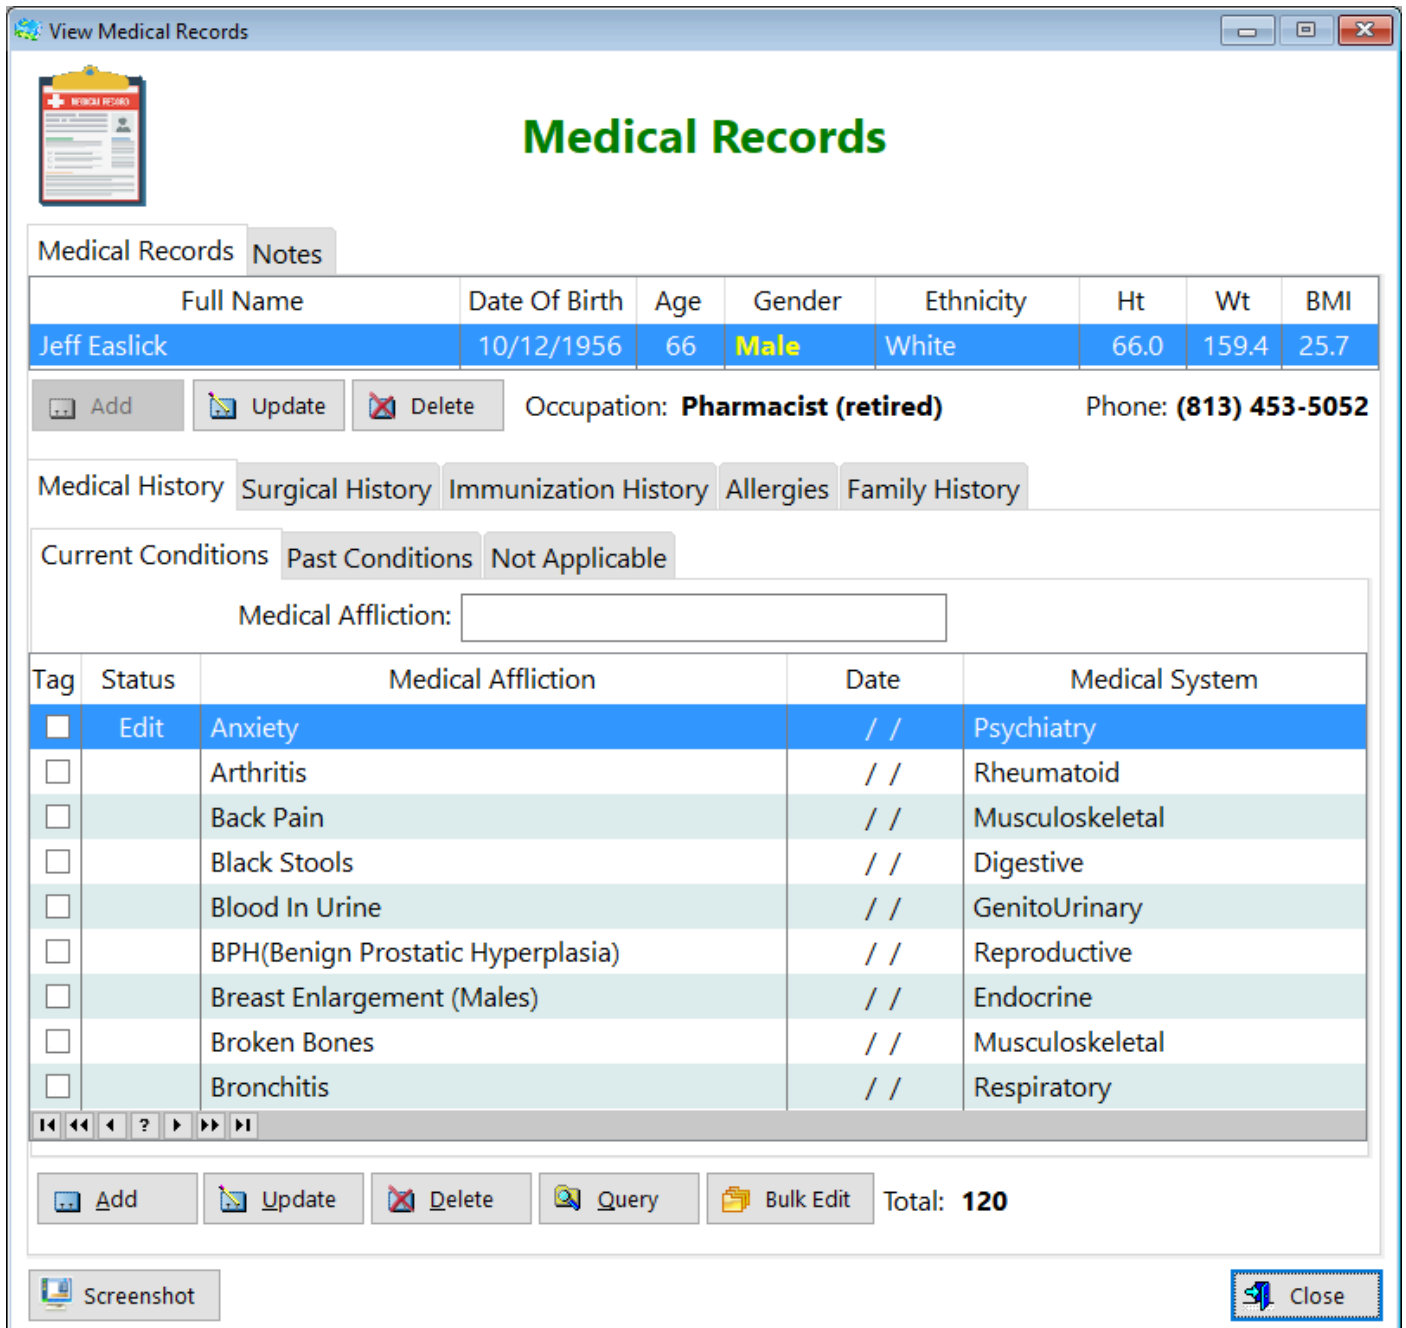 View Medical Records
MEDICAL RECORD
Medical Records
Medical Records Notes
Full Name Date Of Birth Age Gender Ethnicity Ht Wt BMI
Jeff Easlick 10/12/1956 66 Male White 66.0 159.4 25.7
Add Update Delete Occupation: Pharmacist (retired) Phone: (813) 453-5052
Medical History Surgical History Immunization History Allergies Family History
Current Conditions Past Conditions Not Applicable
Medical Affliction:
Tag Status Medical Affliction Date Medical System
Edit Anxiety / / Psychiatry
Arthritis / / Rheumatoid
Back Pain / / Musculoskeletal
Black Stools / / Digestive
Blood In Urine / / GenitoUrinary
BPH(Benign Prostatic Hyperplasia) / / Reproductive
Breast Enlargement (Males) / / Endocrine
Broken Bones / / Musculoskeletal
Bronchitis / / Respiratory
?
Add Update Delete Query Bulk Edit Total: 120
Screenshot Close